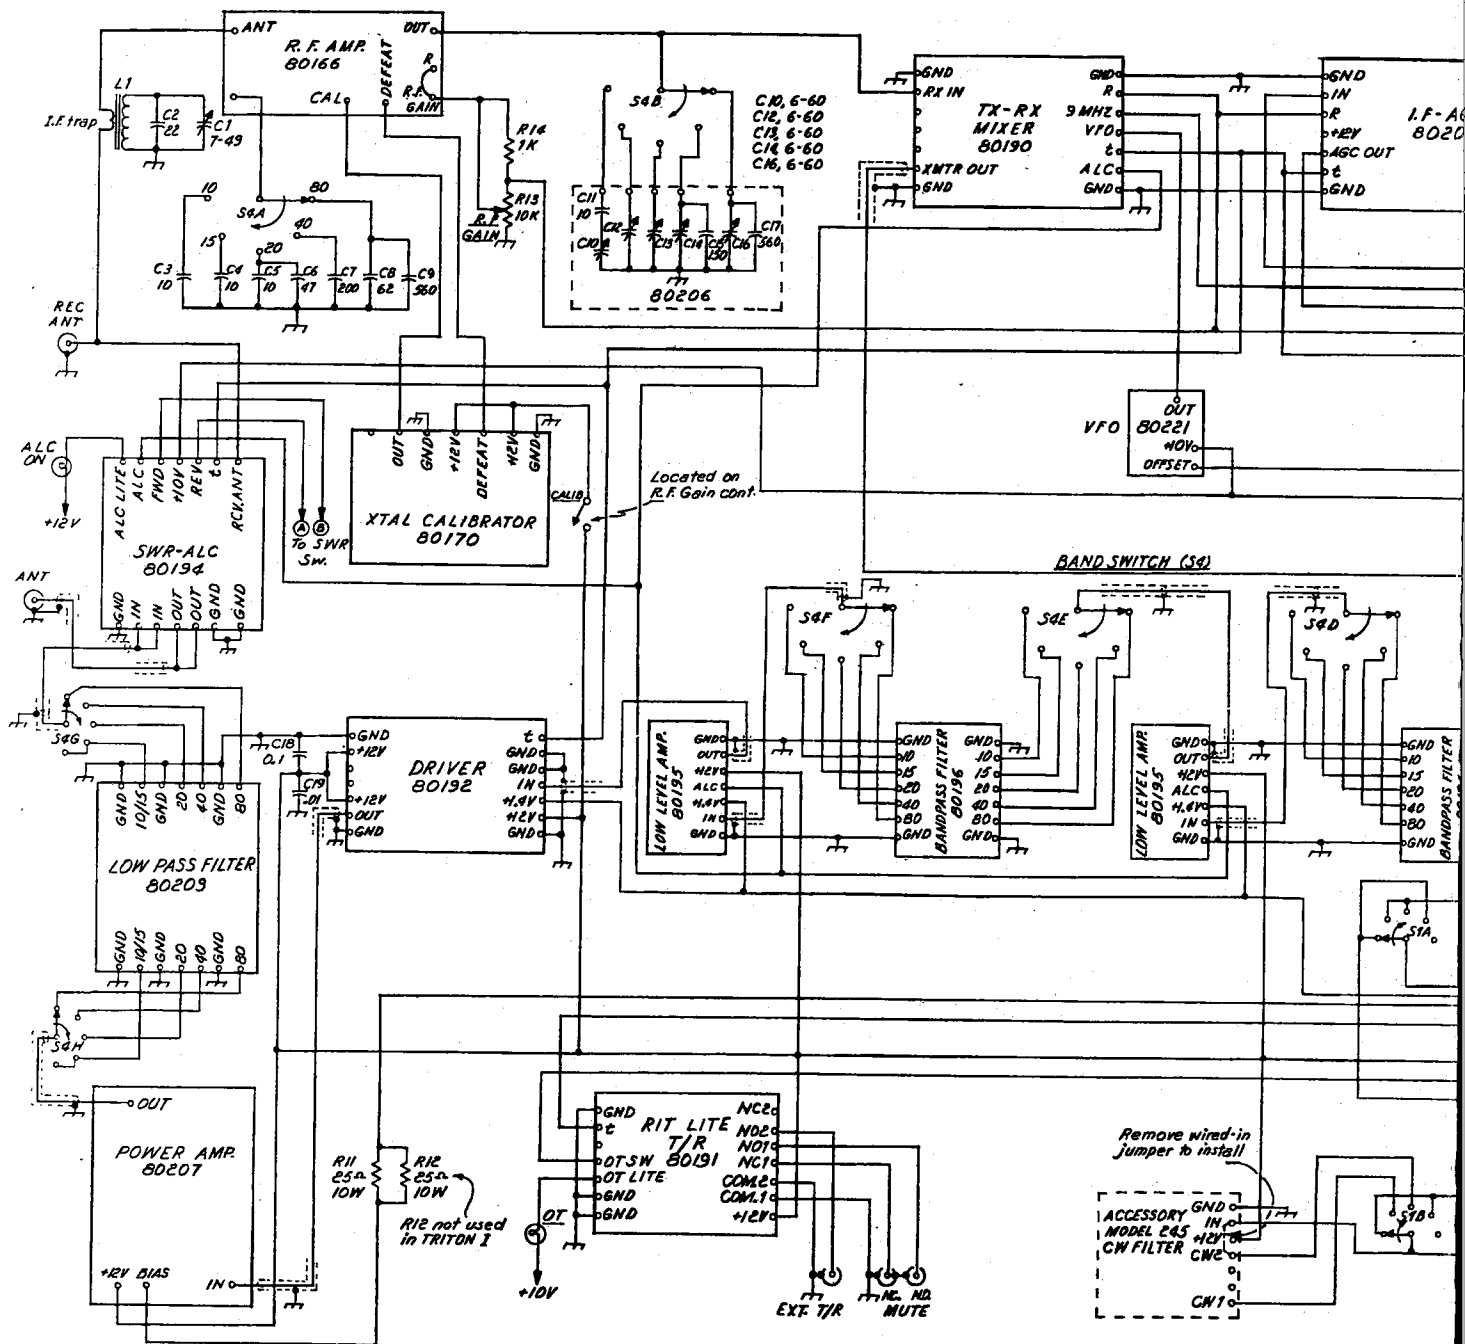 ANT
R.F. AMP.
80166
OUT
DEFEAT
R
R.F.
GAIN
CAL
L1
I.F. trap
C2
22
C1
7-49
R14
1K
R13
10K
R.F.
GAIN
S4B
C10, 6-60
C12, 6-60
C13, 6-60
C14, 6-60
C16, 6-60
C11
10
C10
C12
C13
C14
C15
150
C16
C17
560
80206
10
S4A
80
15
20
40
C3
10
C4
10
C5
10
C6
47
C7
200
C8
62
C9
560
REC
ANT
GND
RX IN
TX-RX
MIXER
80190
XMTR OUT
GND
GND
R
9 MHZ
VFO
t
ALC
GND
GND
IN
R
+12V
AGC OUT
t
GND
I.F-A
8020
VFO
OUT
80221
+10V
OFFSET
ALC
ON
+12V
ALC LITE
ALC
FWD
+10V
REV
t
RCV.ANT
SWR-ALC
80194
GND
IN
IN
OUT
OUT
GND
GND
A
B
To SWR
Sw.
OUT
GND
+12V
DEFEAT
+12V
GND
XTAL CALIBRATOR
80170
CALIB
Located on
R.F. Gain cont.
ANT
BAND SWITCH (S4)
S4F
S4E
S4D
S4G
GND
10/15
GND
20
40
GND
80
LOW PASS FILTER
80209
GND
10/15
GND
20
40
GND
80
C18
0.1
C19
.01
GND
+12V
+12V
OUT
GND
DRIVER
80192
t
GND
GND
IN
+1.4V
+12V
GND
LOW LEVEL AMP.
80195
GND
OUT
+12V
ALC
+1.4V
IN
GND
GND
10
15
20
40
80
GND
BANDPASS FILTER
80196
GND
10
15
20
40
80
GND
LOW LEVEL AMP.
80195
GND
OUT
+12V
ALC
+1.4V
IN
GND
GND
10
15
20
40
80
GND
BANDPASS FILTER
S1A
S4H
OUT
POWER AMP.
80207
+12V
BIAS
IN
R11
25Ω
10W
R12
25Ω
10W
R12 not used
in TRITON I
GND
t
OT SW
OT LITE
GND
GND
RIT LITE
T/R
80191
NC2
NO2
NO1
NC1
COM.2
COM.1
+12V
OT
+10V
EXT. T/R
NC.
NO.
MUTE
Remove wired-in
jumper to install
ACCESSORY
MODEL 245
CW FILTER
GND
IN
+12V
CW2
CW1
S1B